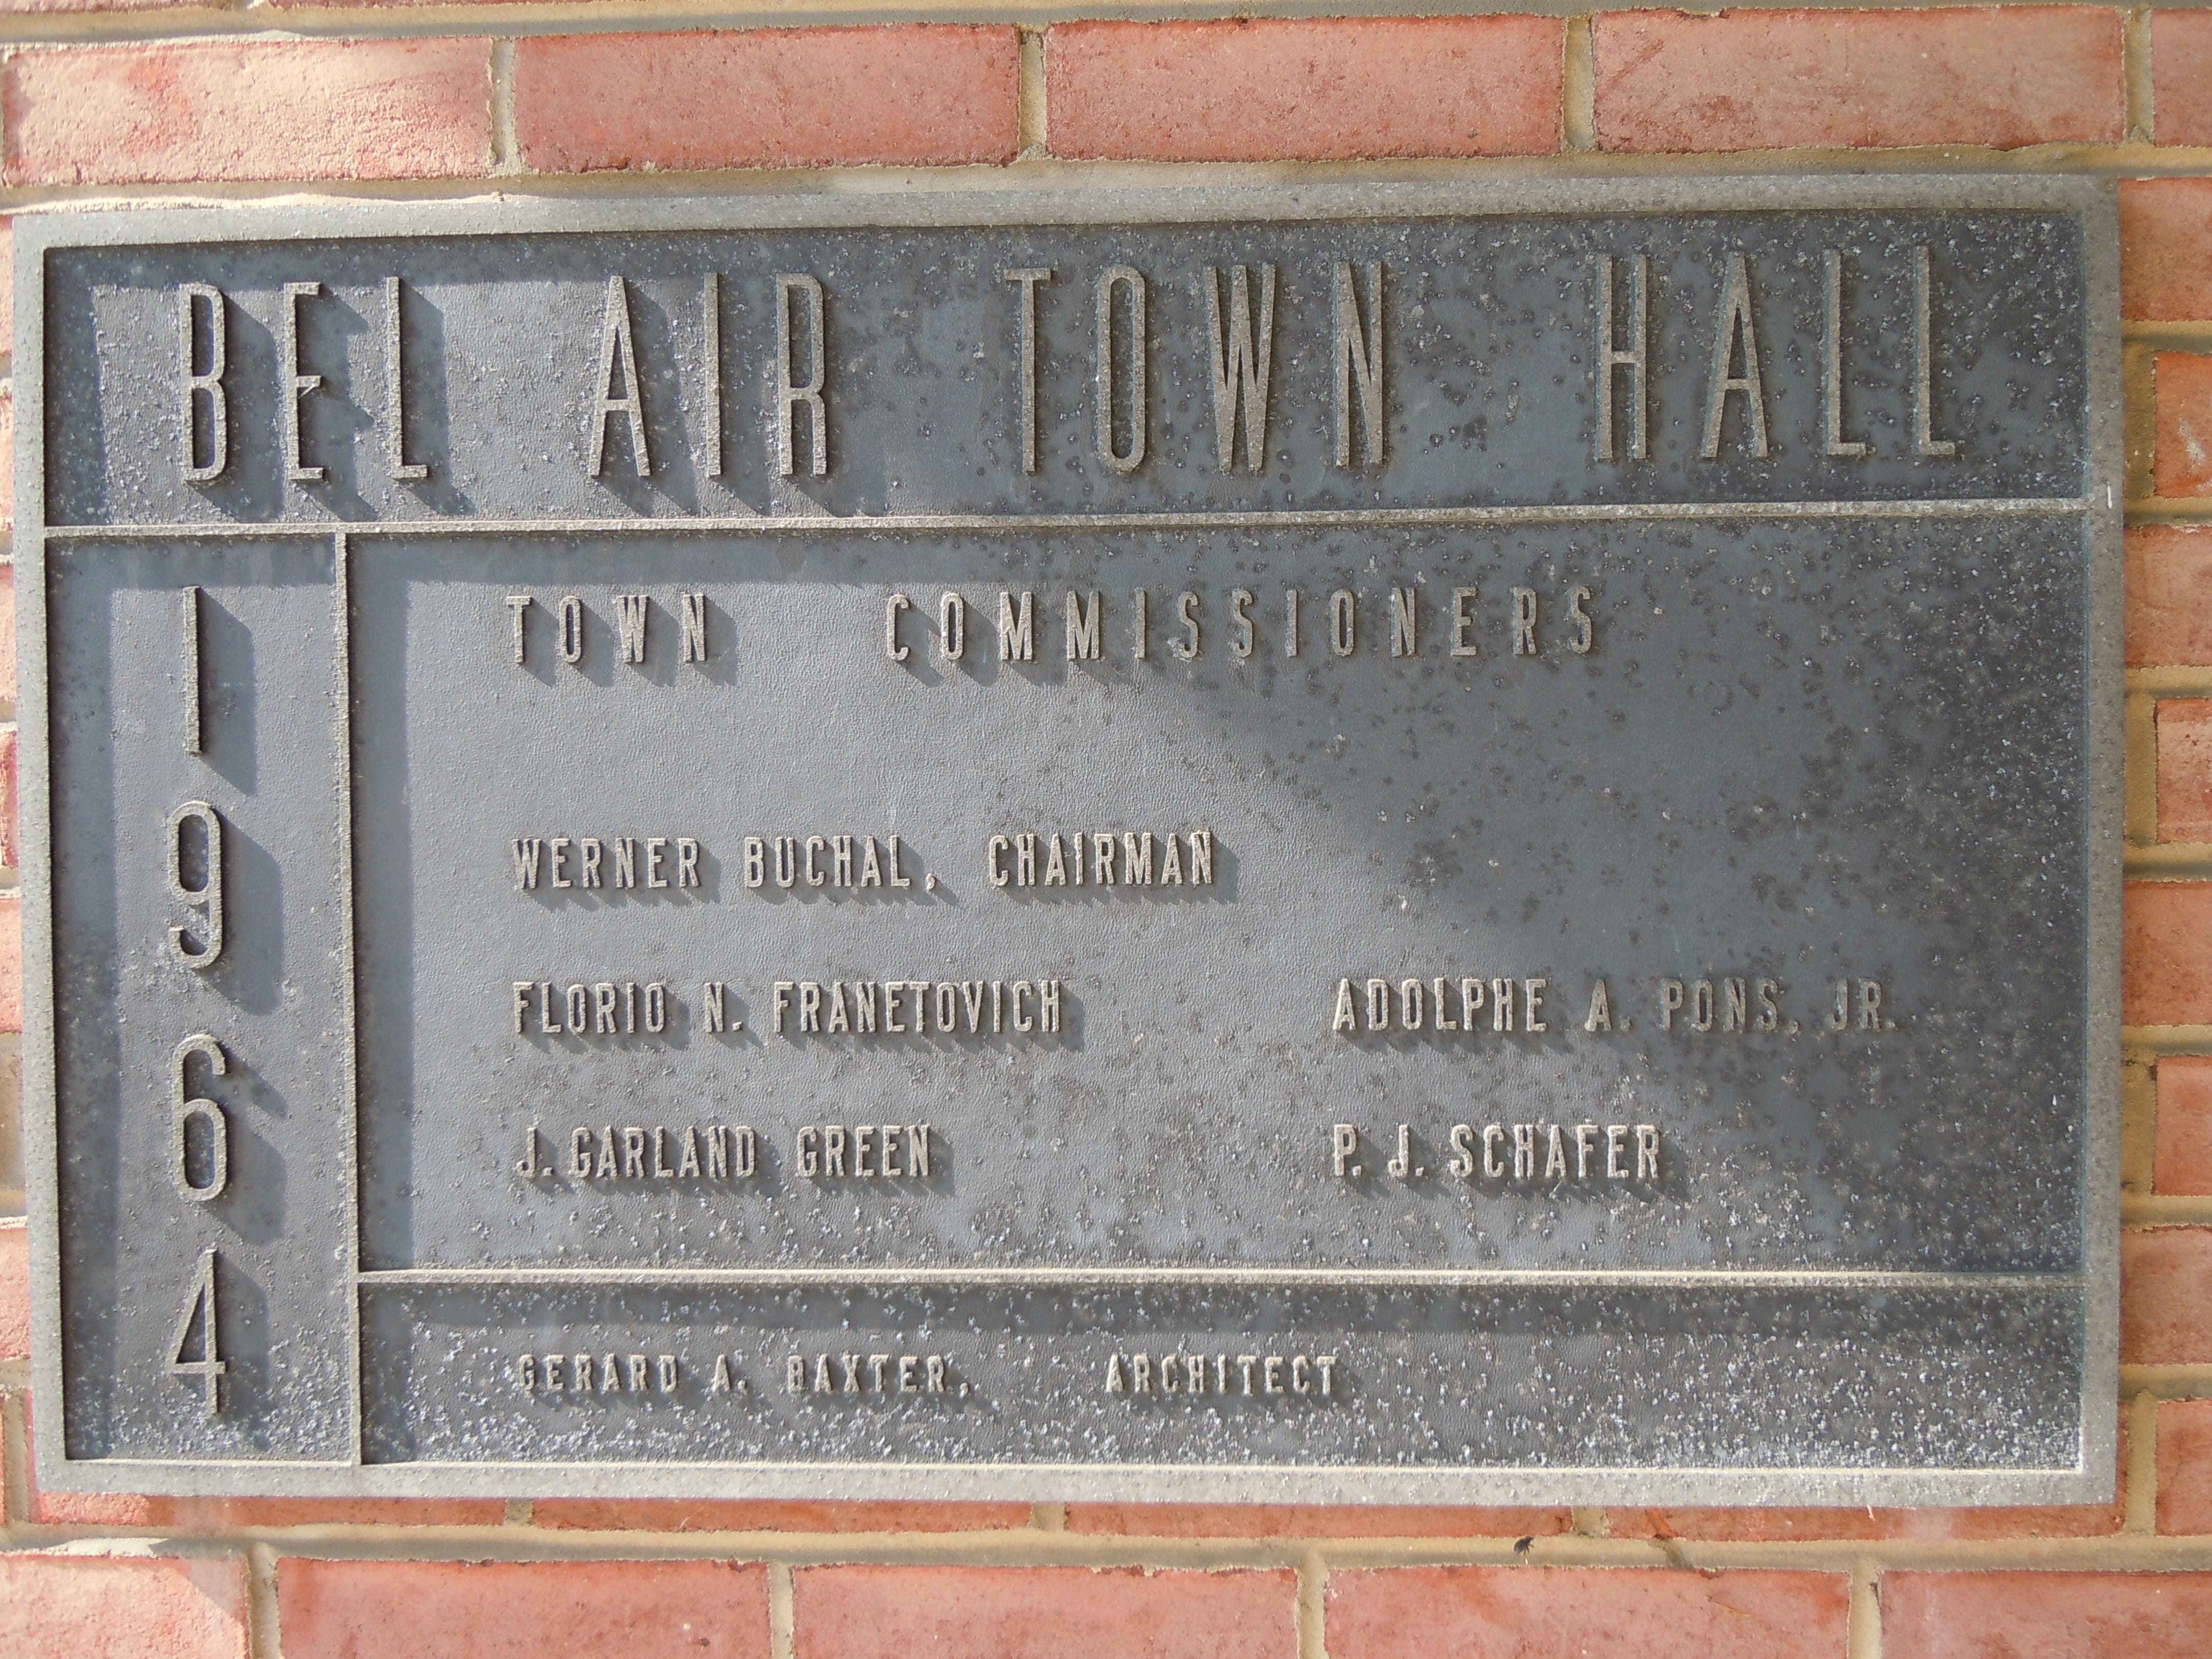 BEL AIR TOWN HALL
1964
TOWN COMMISSIONERS
WERNER BUCHAL, CHAIRMAN
FLORIO N. FRANETOVICH
ADOLPHE A. PONS, JR.
J. GARLAND GREEN
P. J. SCHAFER
GERARD A. BAXTER, ARCHITECT